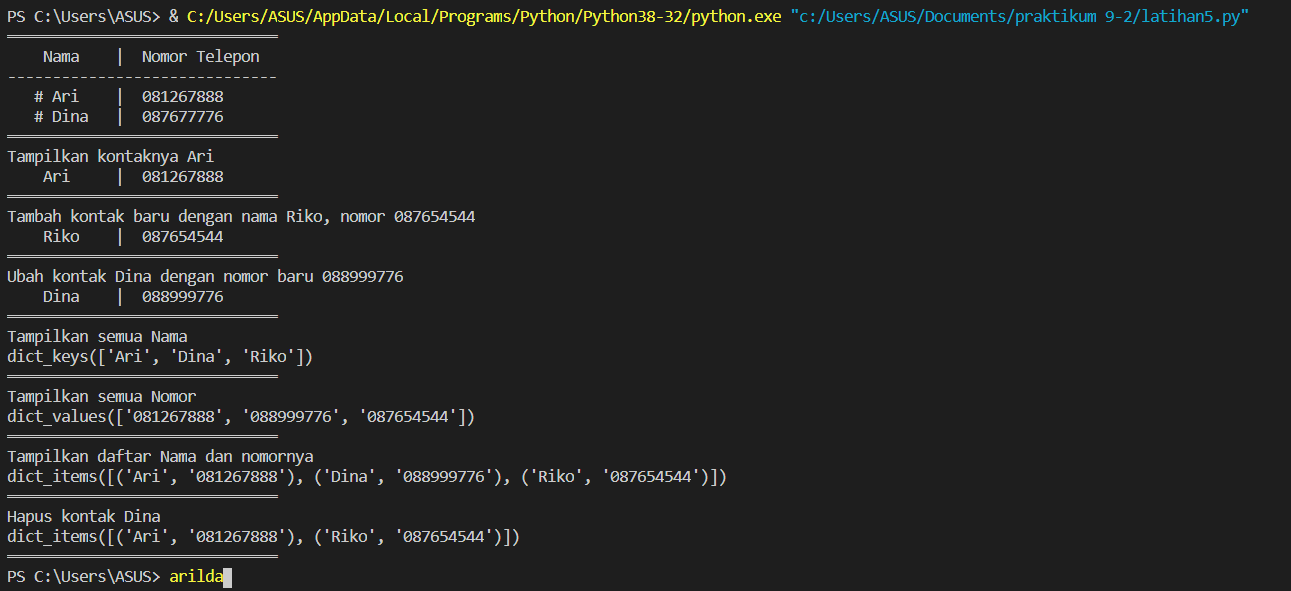 PS C:\Users\ASUS> & C:/Users/ASUS/AppData/Local/Programs/Python/Python38-32/python.exe "c:/Users/ASUS/Documents/praktikum 9-2/latihan5.py"
==============================
    Nama    |  Nomor Telepon
------------------------------
   # Ari    |  081267888
   # Dina   |  087677776
==============================
Tampilkan kontaknya Ari
    Ari     |  081267888
==============================
Tambah kontak baru dengan nama Riko, nomor 087654544
    Riko    |  087654544
==============================
Ubah kontak Dina dengan nomor baru 088999776
    Dina    |  088999776
==============================
Tampilkan semua Nama
dict_keys(['Ari', 'Dina', 'Riko'])
==============================
Tampilkan semua Nomor
dict_values(['081267888', '088999776', '087654544'])
==============================
Tampilkan daftar Nama dan nomornya
dict_items([('Ari', '081267888'), ('Dina', '088999776'), ('Riko', '087654544')])
==============================
Hapus kontak Dina
dict_items([('Ari', '081267888'), ('Riko', '087654544')])
==============================
PS C:\Users\ASUS> arilda